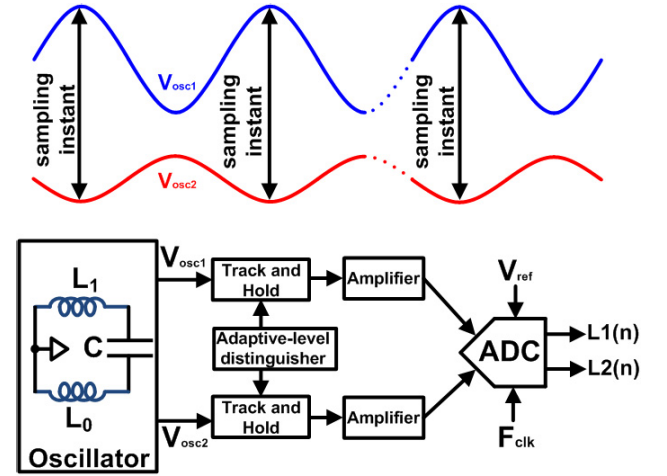 sampling
instant
Vosc1
sampling
instant
sampling
instant
Vosc2
Vosc1
Track and
Hold
Amplifier
Vref
L1
C
L0
Adaptive-level
distinguisher
ADC
L1(n)
L2(n)
Track and
Hold
Amplifier
Vosc2
Fclk
Oscillator